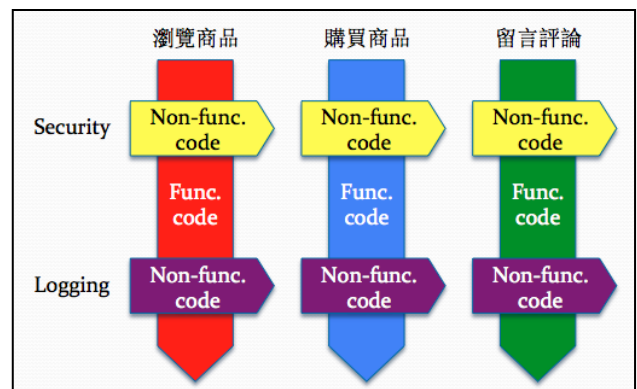 瀏覽商品
購買商品
留言評論
Security
Non-func.
code
Non-func.
code
Non-func.
code
Func.
code
Func.
code
Func.
code
Logging
Non-func.
code
Non-func.
code
Non-func.
code